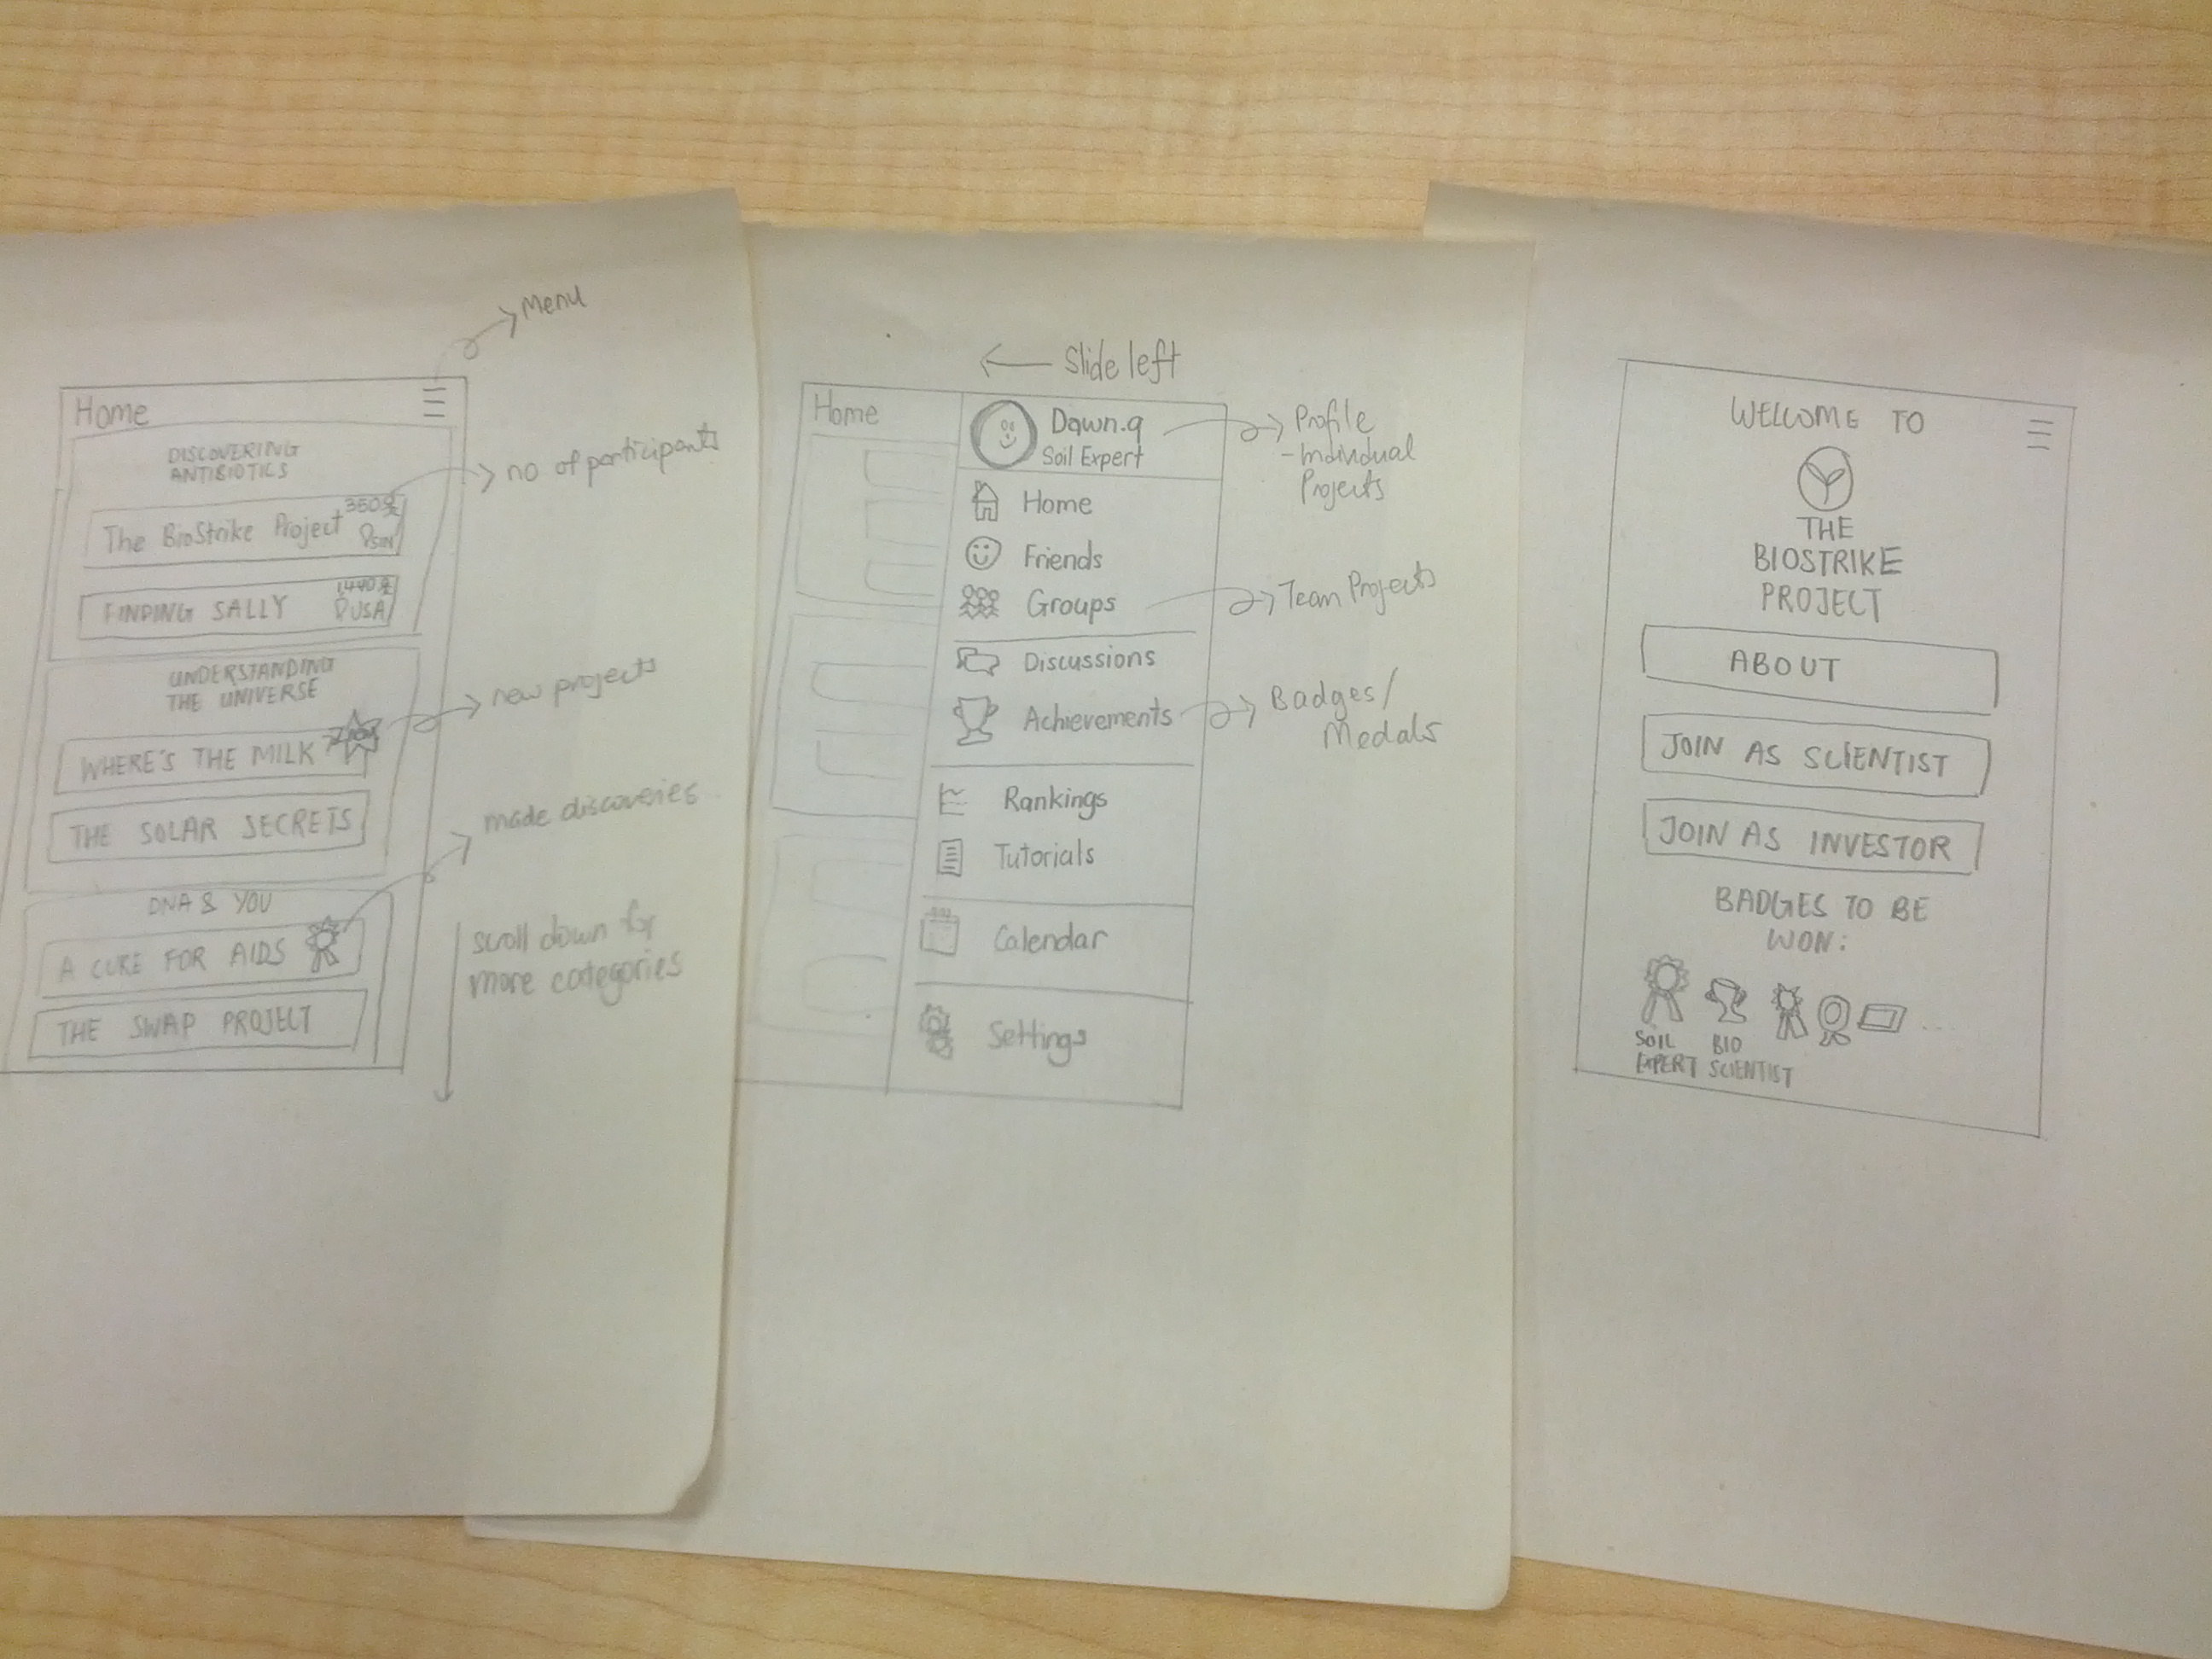 Menu
Home
DISCOVERING
ANTIBIOTICS
no of participants
350
The BioStrike Project
1,440
FINDING SALLY
USA
UNDERSTANDING
THE UNIVERSE
new projects
WHERE'S THE MILK
THE SOLAR SECRETS
made discoveries
DNA & YOU
A CURE FOR AIDS
THE SWAP PROJECT
scroll down for
more categories
Slide left
Home
Dawn.q
Soil Expert
Profile
- Individual
Projects
Home
Friends
Groups
Team Projects
Discussions
Achievements
Badges/
Medals
Rankings
Tutorials
Calendar
Settings
WELCOME TO
THE
BIOSTRIKE
PROJECT
ABOUT
JOIN AS SCIENTIST
JOIN AS INVESTOR
BADGES TO BE
WON:
SOIL
EXPERT
BIO
SCIENTIST